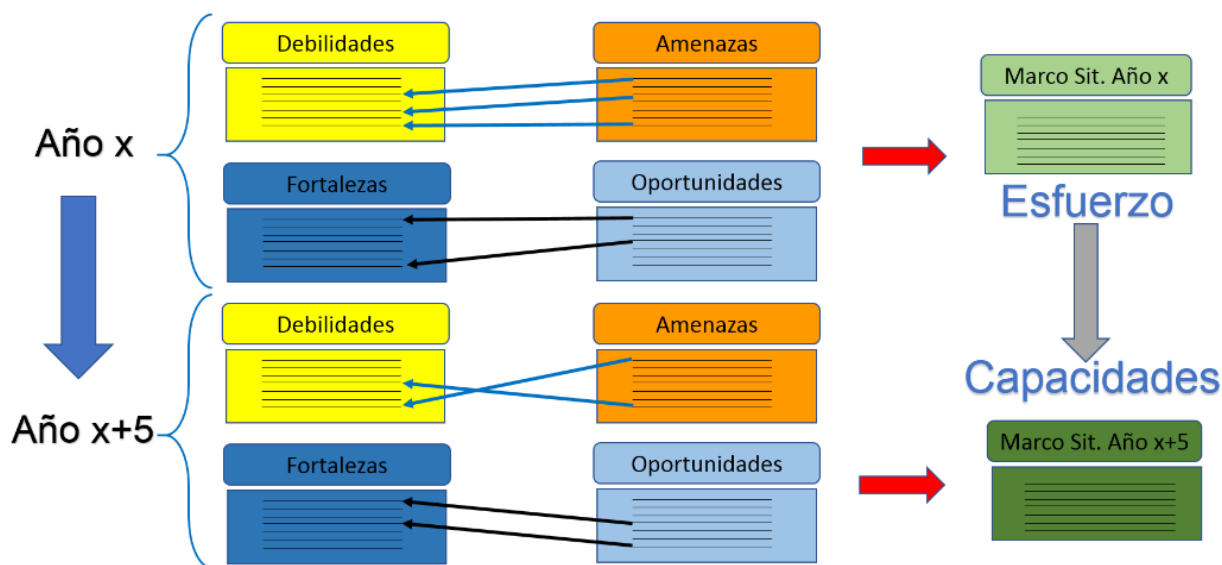 Debilidades
Amenazas
Marco Sit. Año x
Año x
Fortalezas
Oportunidades
Esfuerzo
Debilidades
Amenazas
Capacidades
Año x+5
Marco Sit. Año x+5
Fortalezas
Oportunidades